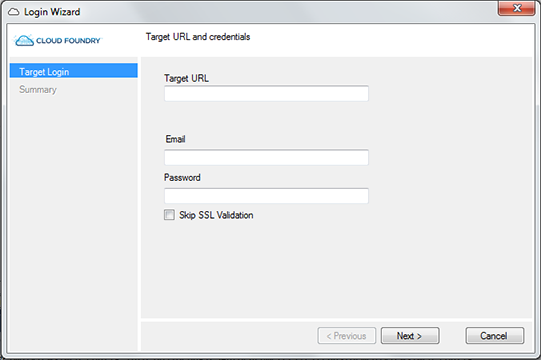 Login Wizard
CLOUD FOUNDRY
Target URL and credentials
Target Login
Summary
Target URL
Email
Password
Skip SSL Validation
< Previous
Next >
Cancel